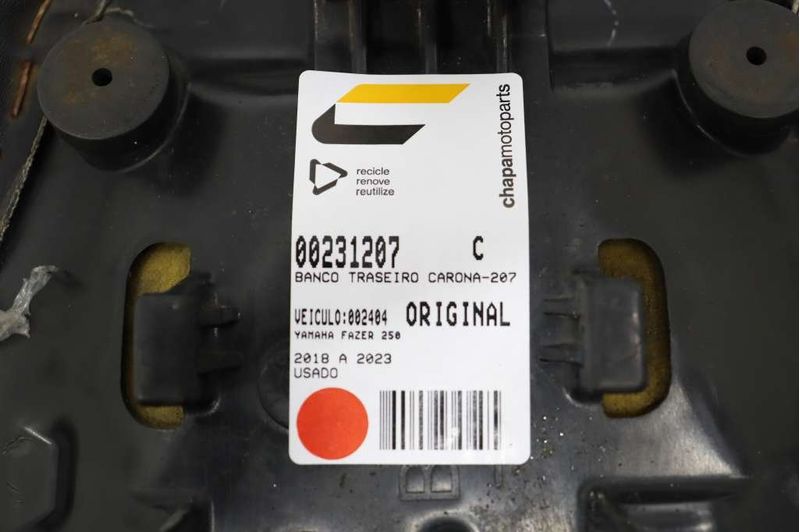 chapamotoparts
recicle
renove
reutilize
00231207 C
BANCO TRASEIRO CARONA-207
VEICULO:002404 ORIGINAL
YAMAHA FAZER 250
2018 A 2023
USADO
B